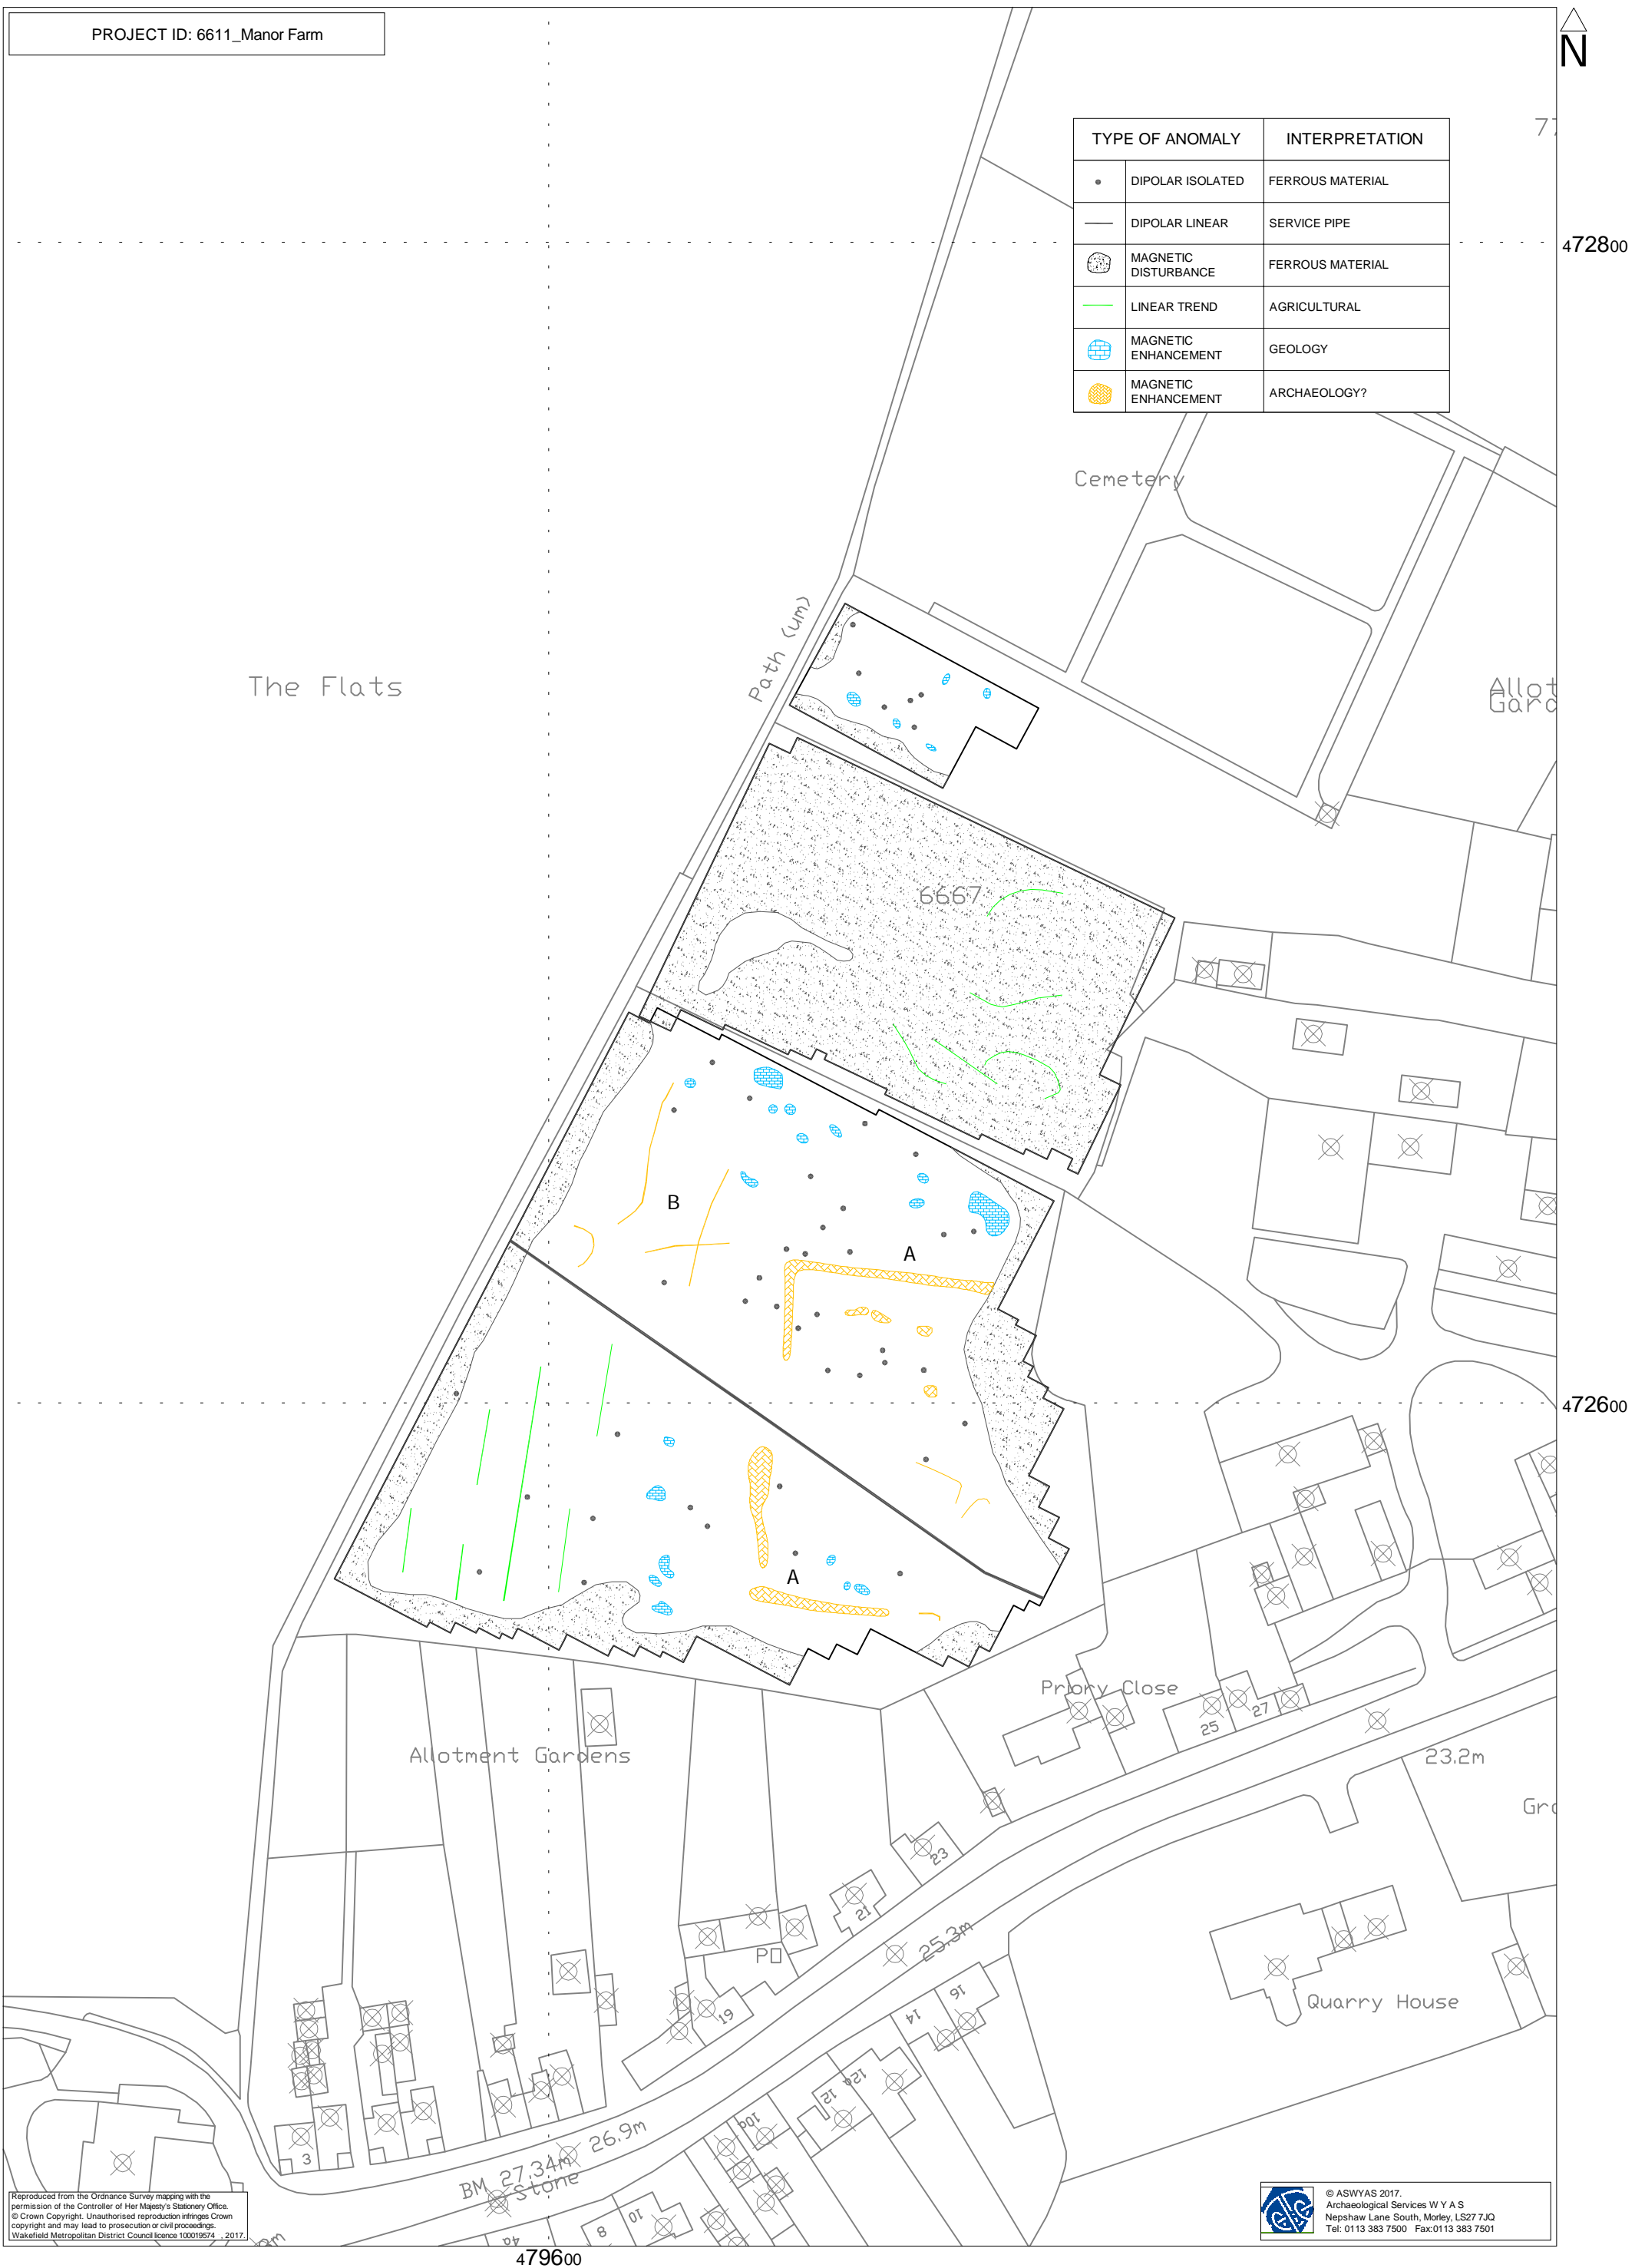 PROJECT ID: 6611_Manor Farm
N
TYPE OF ANOMALY INTERPRETATION
DIPOLAR ISOLATED FERROUS MATERIAL
DIPOLAR LINEAR SERVICE PIPE
MAGNETIC
DISTURBANCE
FERROUS MATERIAL
LINEAR TREND AGRICULTURAL
MAGNETIC
ENHANCEMENT
GEOLOGY
MAGNETIC
ENHANCEMENT
ARCHAEOLOGY?
77
472800
Cemetery
Path (um)
The Flats
Allot
Gard
6667
B
A
472600
A
Priory Close
25
27
Allotment Gardens
23.2m
Gro
23
21
25.3m
PO
19
16
14
Quarry House
12a
12
10a
26.9m
3
BM 27.34m
Stone
10
8
4a
Reproduced from the Ordnance Survey mapping with the
permission of the Controller of Her Majesty's Stationery Office.
© Crown Copyright. Unauthorised reproduction infringes Crown
copyright and may lead to prosecution or civil proceedings.
Wakefield Metropolitan District Council licence 100019574 , 2017.
© ASWYAS 2017.
Archaeological Services W Y A S
Nepshaw Lane South, Morley, LS27 7JQ
Tel: 0113 383 7500 Fax:0113 383 7501
479600